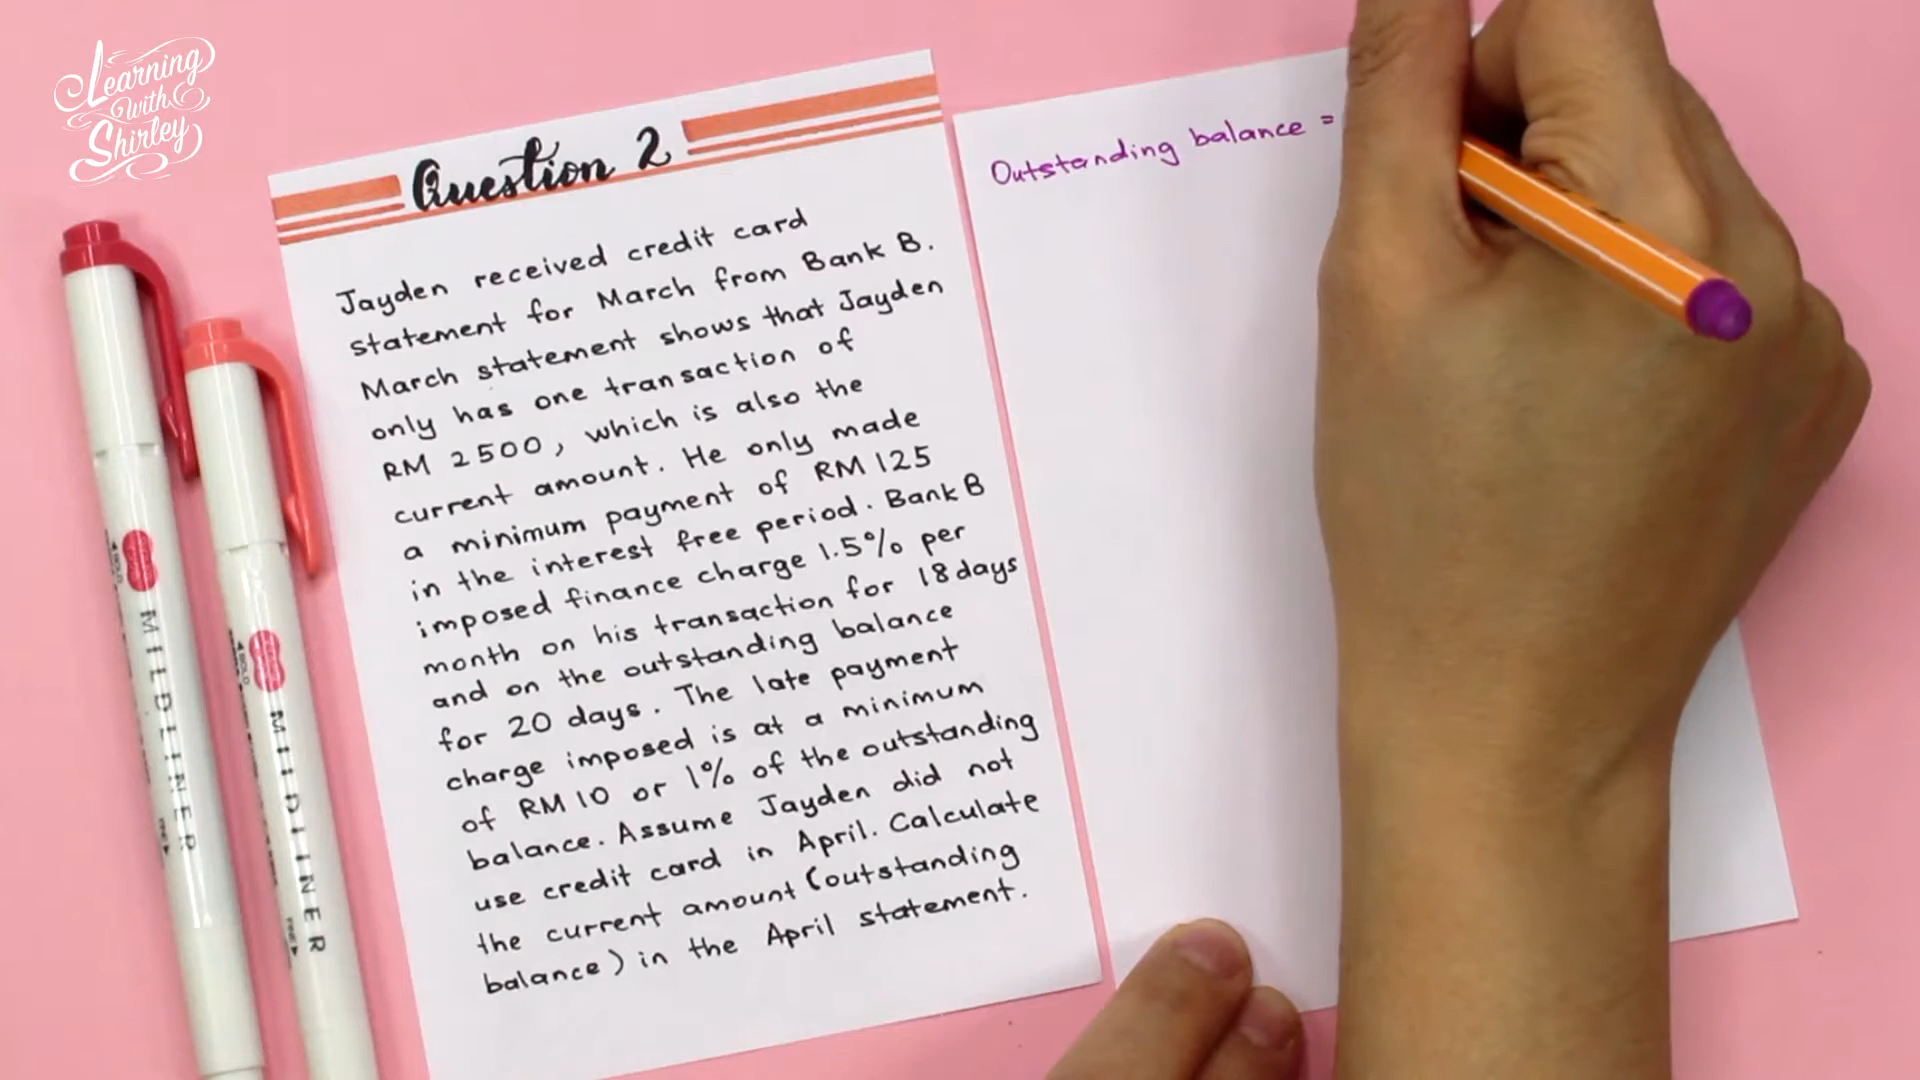 Learning
With
Shirley
Question 2
Jayden received credit card
statement for March from Bank B.
March statement shows that Jayden
only has one transaction of
RM 2500, which is also the
current amount. He only made
a minimum payment of RM 125
in the interest free period. Bank B
imposed finance charge 1.5% per
month on his transaction for 18 days
and on the outstanding balance
for 20 days. The late payment
charge imposed is at a minimum
of RM 10 or 1% of the outstanding
balance. Assume Jayden did not
use credit card in April. Calculate
the current amount (outstanding
balance) in the April statement.
Outstanding balance =
MILDLINER
MILDLINER